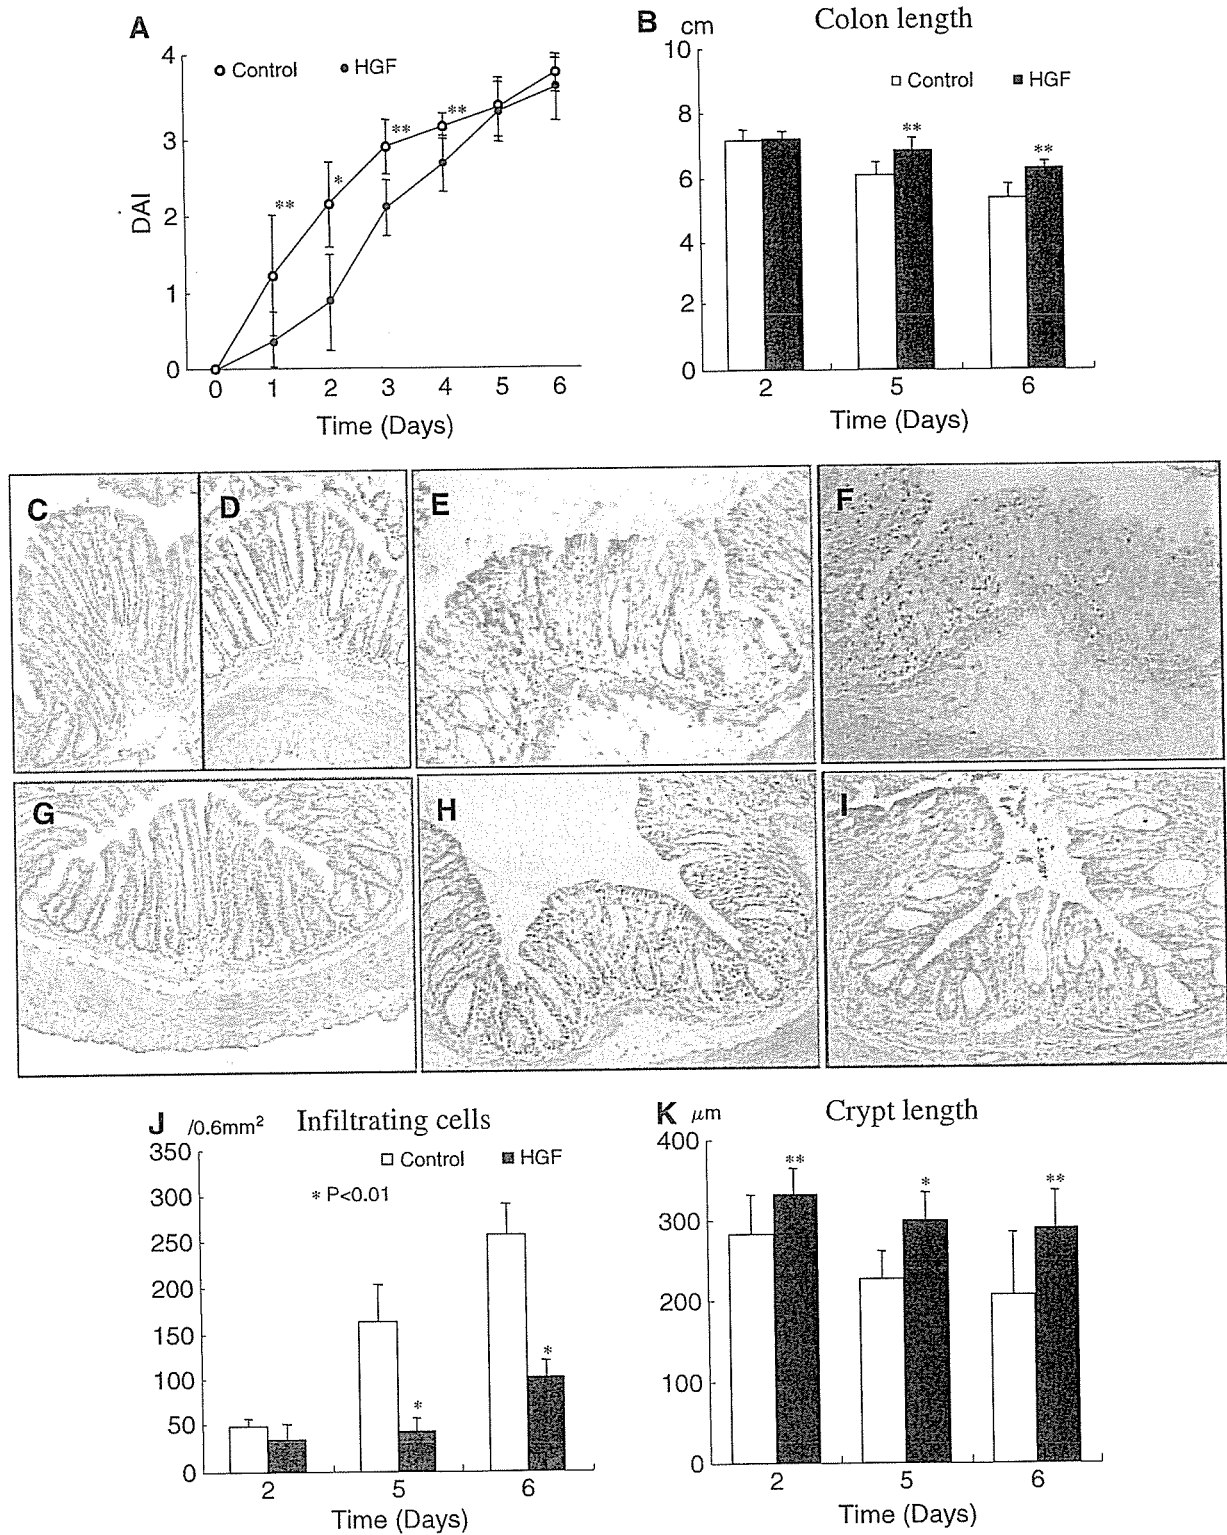 A
4
3
2
1
0
DAI
Control
HGF
**
*
**
**
0 1 2 3 4 5 6
Time (Days)
B cm Colon length
10
8
6
4
2
0
Control HGF
**
**
2 5 6
Time (Days)
C
D
E
F
G
H
I
J /0.6mm² Infiltrating cells
350
300
250
200
150
100
50
0
Control HGF
* P<0.01
*
*
2 5 6
Time (Days)
K μm Crypt length
400
300
200
100
0
**
*
**
2 5 6
Time (Days)